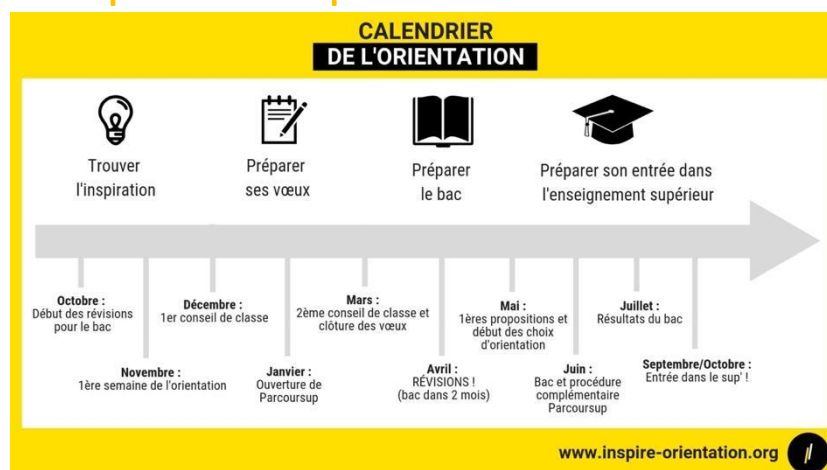 CALENDRIER
DE L'ORIENTATION
Trouver
l'inspiration
Préparer
ses vœux
Préparer
le bac
Préparer son entrée dans
l'enseignement supérieur
Octobre :
Début des révisions
pour le bac
Novembre :
1ère semaine de l'orientation
Décembre :
1er conseil de classe
Janvier :
Ouverture de
Parcoursup
Mars :
2ème conseil de classe et
clôture des vœux
Avril :
RÉVISIONS !
(bac dans 2 mois)
Mai :
1ères propositions et
début des choix
d'orientation
Juin :
Bac et procédure
complémentaire
Parcoursup
Juillet :
Résultats du bac
Septembre/Octobre :
Entrée dans le sup' !
www.inspire-orientation.org